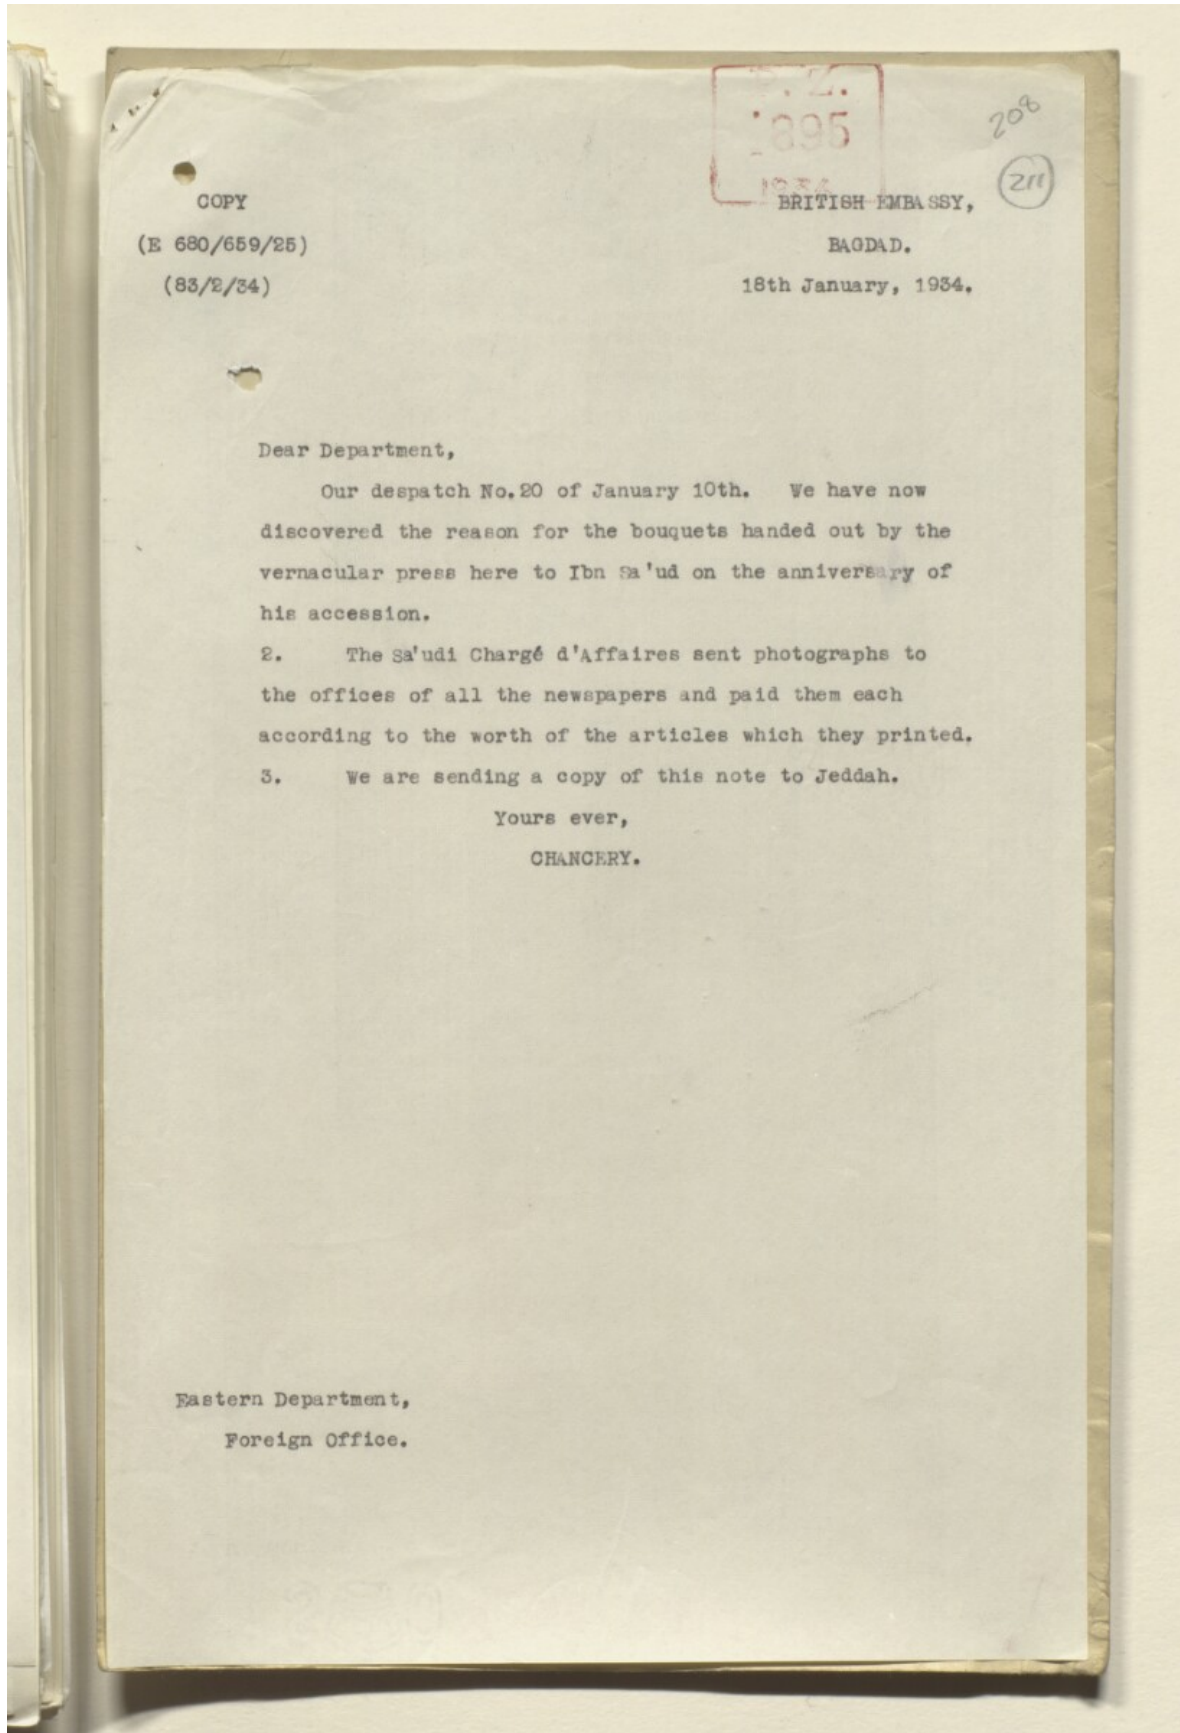 P.Z.
1895
1934
208
211
COPY
(E 680/659/25)
(83/2/34)
BRITISH EMBASSY,
BAGDAD.
18th January, 1934.
Dear Department,
Our despatch No.20 of January 10th. We have now
discovered the reason for the bouquets handed out by the
vernacular press here to Ibn Sa'ud on the anniversary of
his accession.
2. The Sa'udi Chargé d'Affaires sent photographs to
the offices of all the newspapers and paid them each
according to the worth of the articles which they printed.
3. We are sending a copy of this note to Jeddah.
Yours ever,
CHANCERY.
Eastern Department,
Foreign Office.